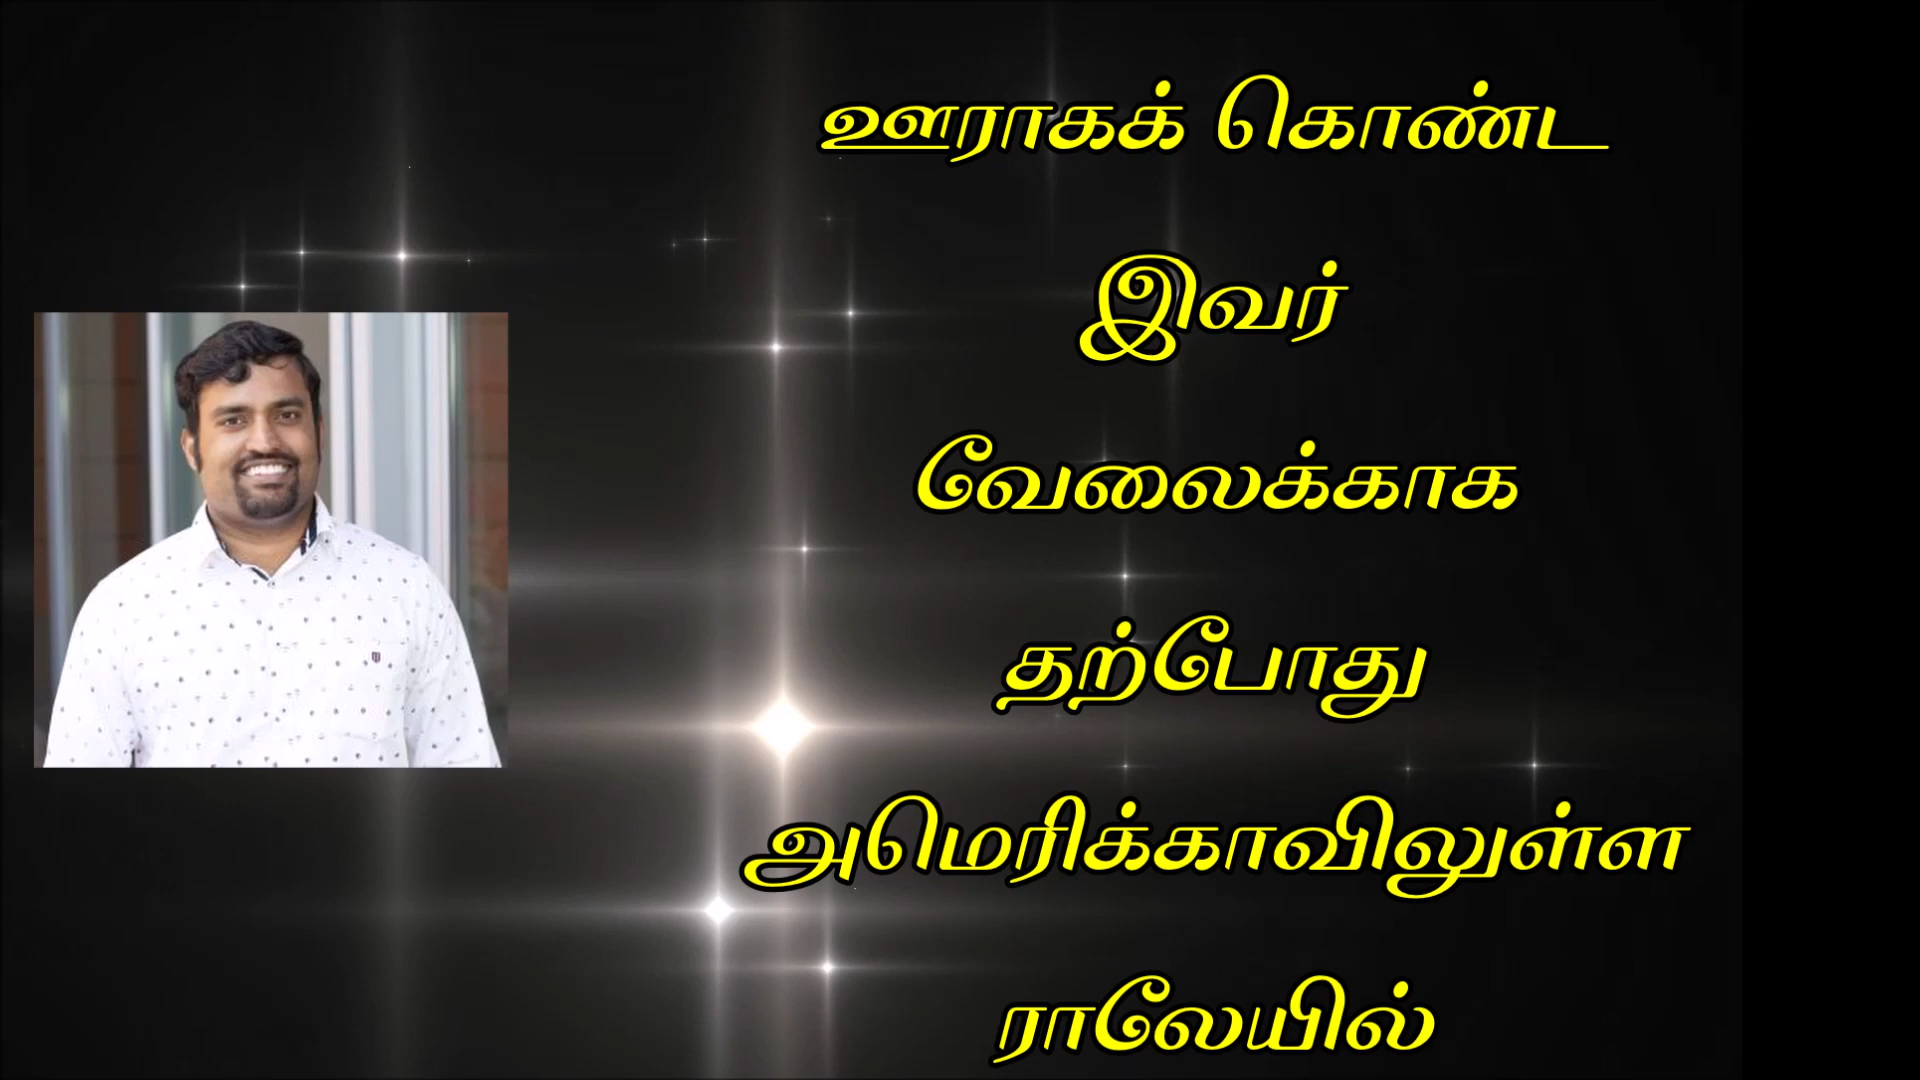 ஊராகக் கொண்ட
இவர்
வேலைக்காக
தற்போது
அமெரிக்காவிலுள்ள
ராலேயில்